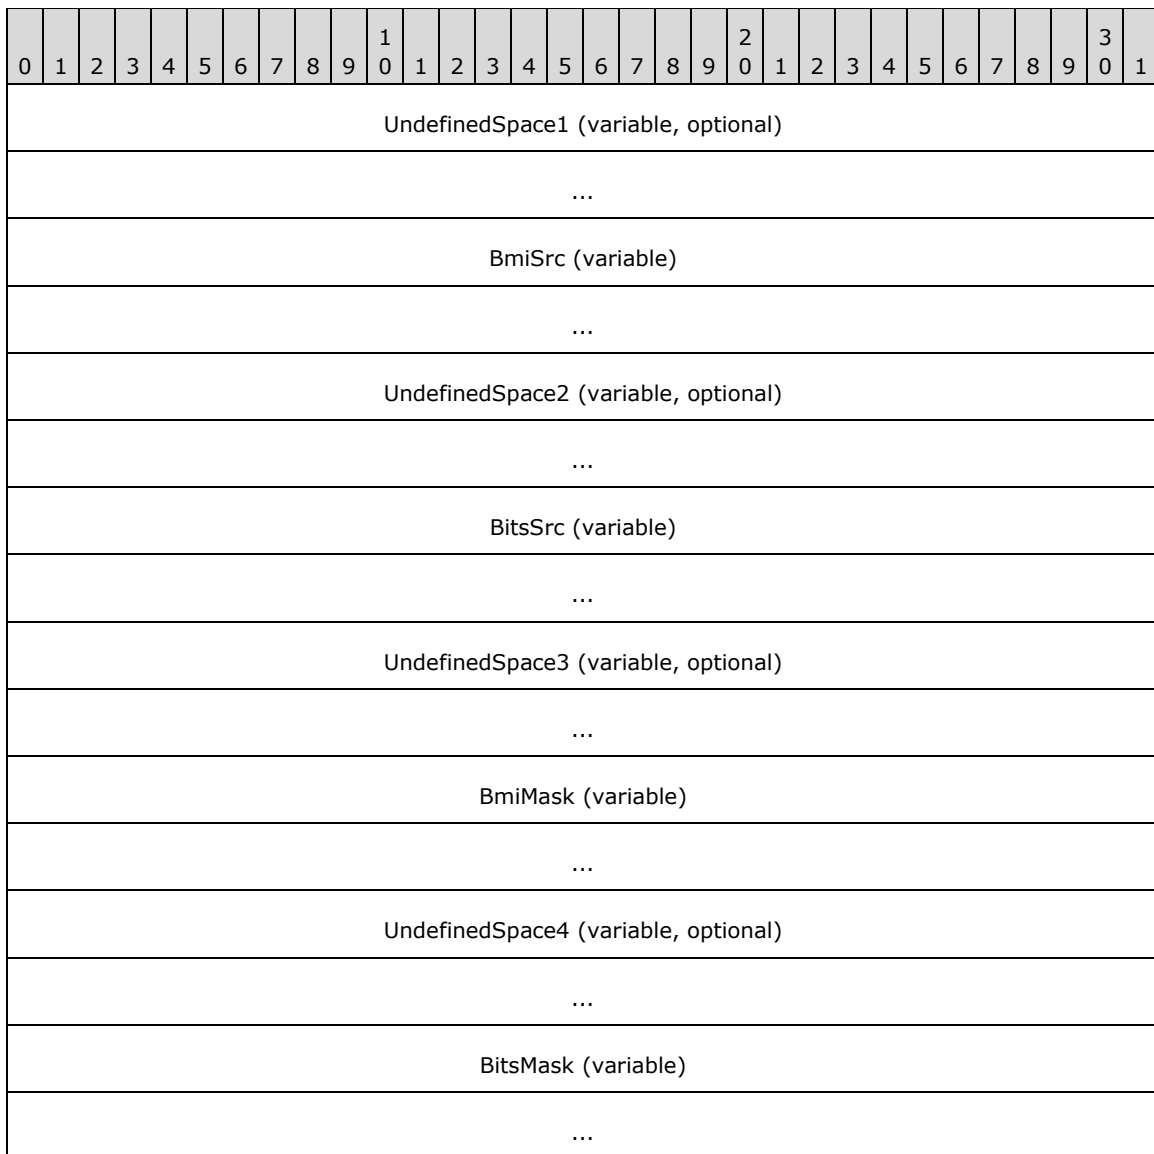 1 2 3
0 1 2 3 4 5 6 7 8 9 0 1 2 3 4 5 6 7 8 9 0 1 2 3 4 5 6 7 8 9 0 1
UndefinedSpace1 (variable, optional)
...
BmiSrc (variable)
...
UndefinedSpace2 (variable, optional)
...
BitsSrc (variable)
...
UndefinedSpace3 (variable, optional)
...
BmiMask (variable)
...
UndefinedSpace4 (variable, optional)
...
BitsMask (variable)
...